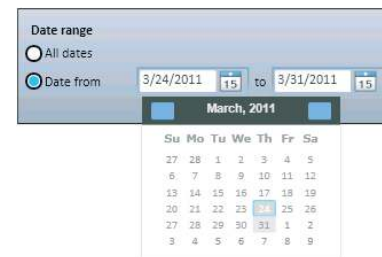 Date range
All dates
Date from 3/24/2011 15 to 3/31/2011 15
March, 2011
Su Mo Tu We Th Fr Sa
27 28 1 2 3 4 5
6 7 8 9 10 11 12
13 14 15 16 17 18 19
20 21 22 23 24 25 26
27 28 29 30 31 1 2
3 4 5 6 7 8 9